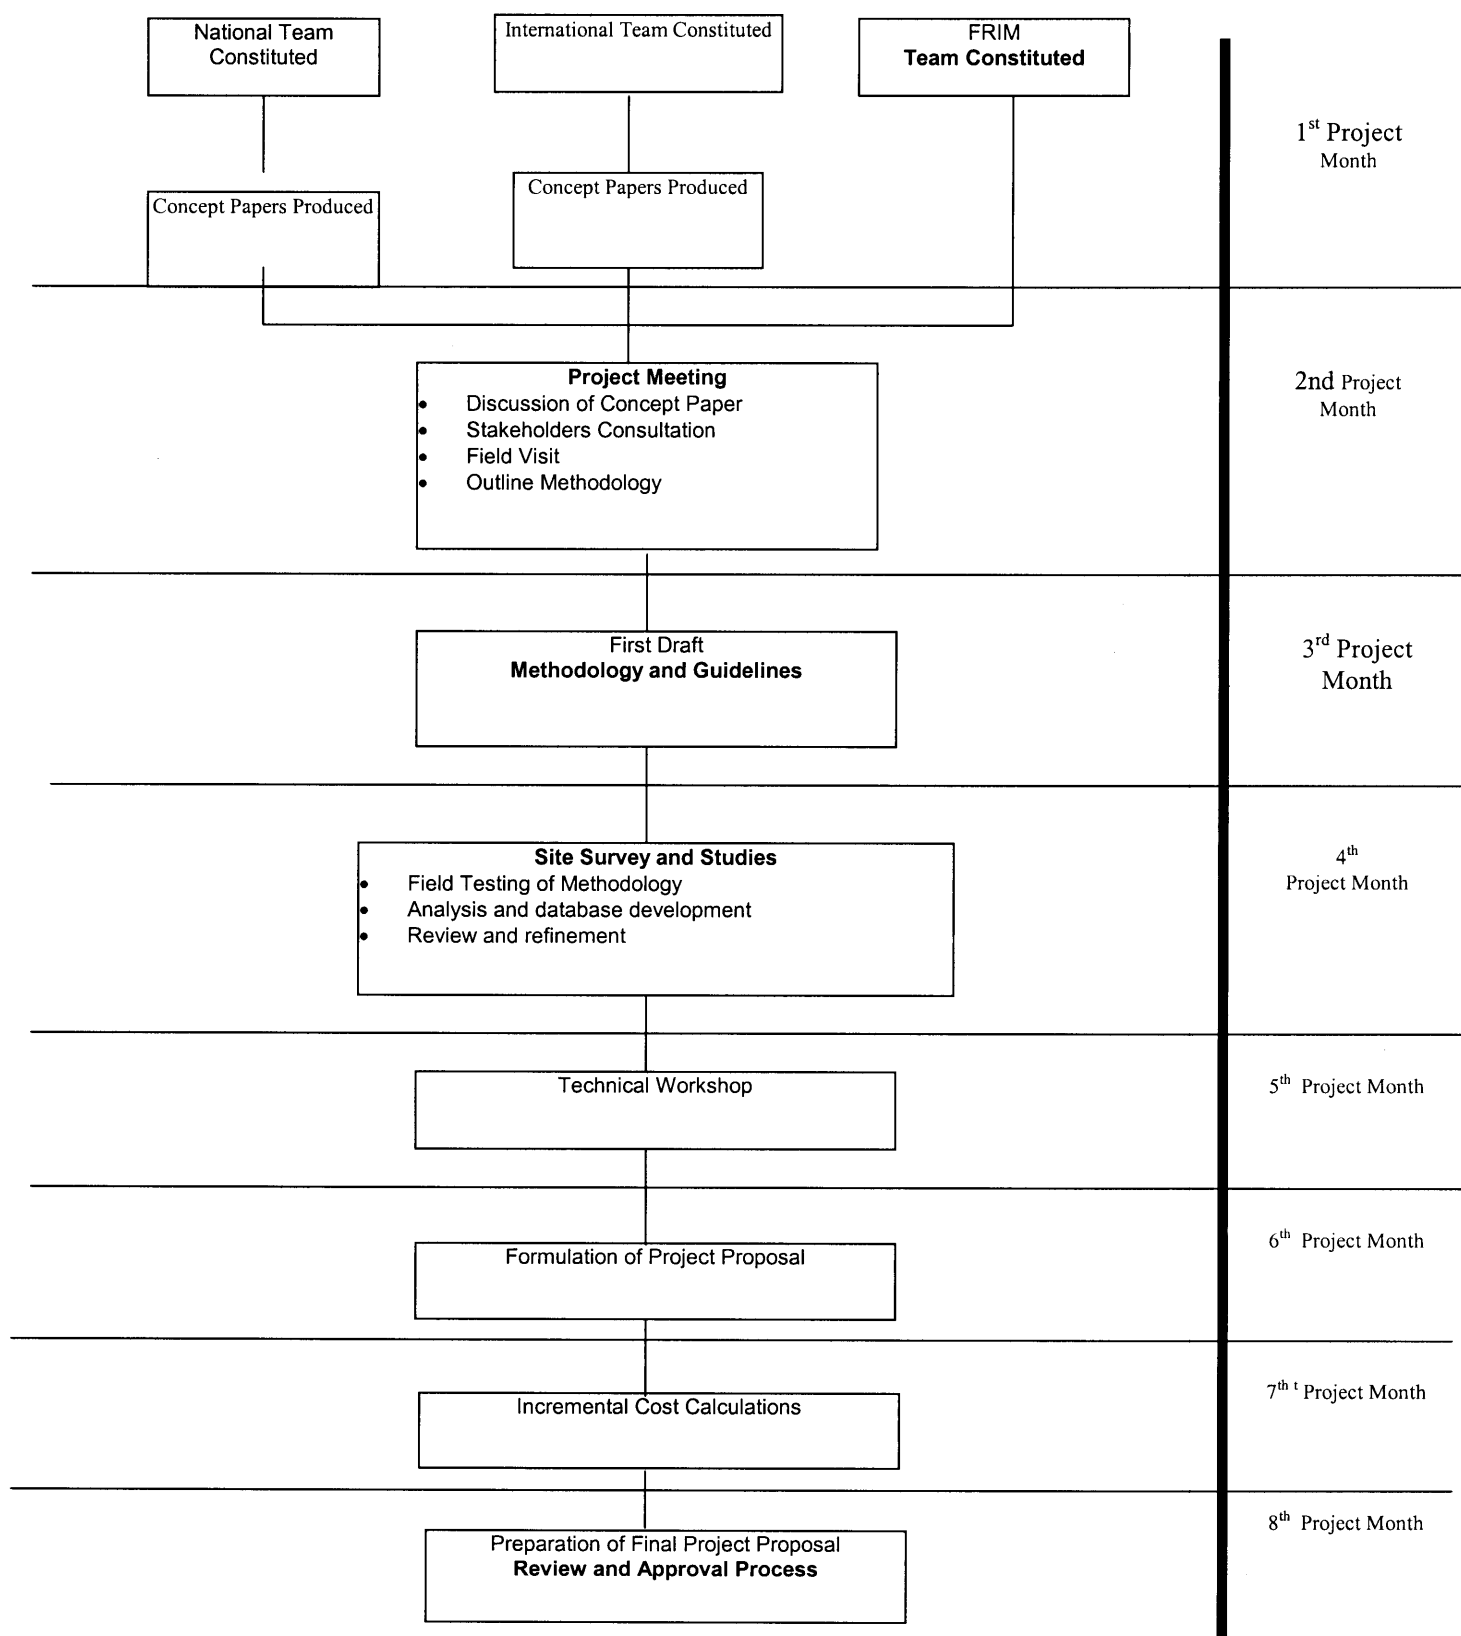 National Team
Constituted
International Team Constituted
FRIM
Team Constituted
1st Project
Month
Concept Papers Produced
Concept Papers Produced
Project Meeting
• Discussion of Concept Paper
• Stakeholders Consultation
• Field Visit
• Outline Methodology
2nd Project
Month
First Draft
Methodology and Guidelines
3rd Project
Month
Site Survey and Studies
• Field Testing of Methodology
• Analysis and database development
• Review and refinement
4th
Project Month
Technical Workshop
5th Project Month
Formulation of Project Proposal
6th Project Month
Incremental Cost Calculations
7th t Project Month
Preparation of Final Project Proposal
Review and Approval Process
8th Project Month